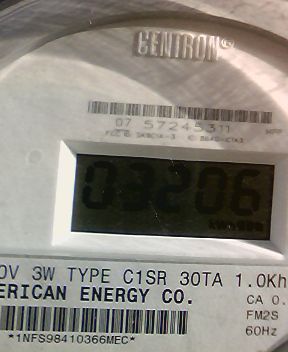 CENTRON®
07 57245311
03206
0V 3W TYPE C1SR 30TA 1.0Kh
ERICAN ENERGY CO.
CA 0.
FM2S
60Hz
*1NFS98410366MEC*